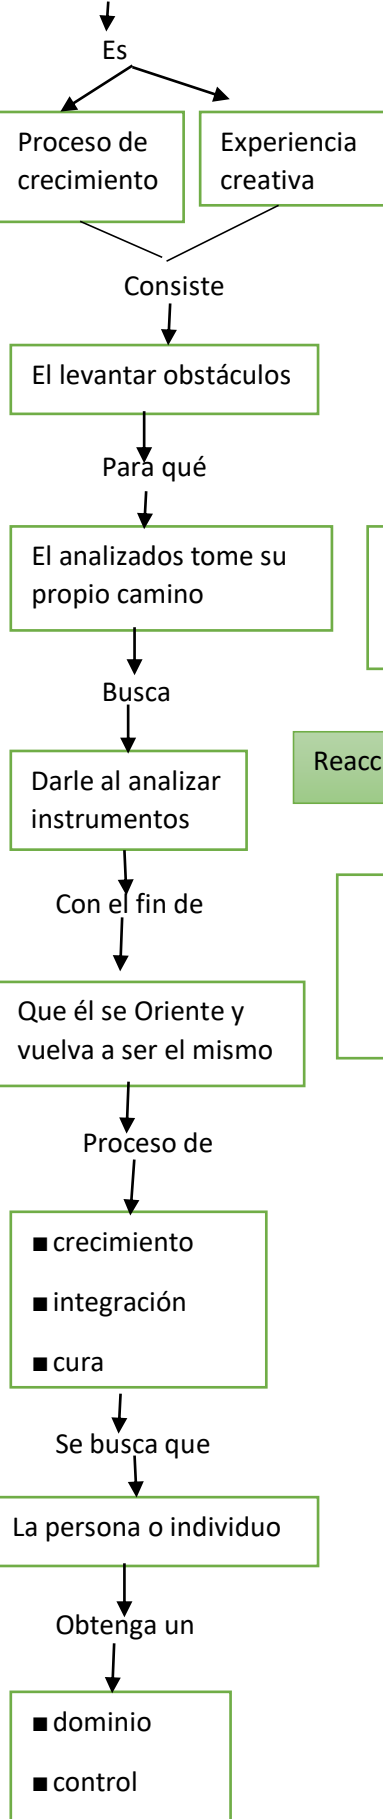 Es
Proceso de
crecimiento
Experiencia
creativa
Consiste
El levantar obstáculos
Para qué
El analizados tome su
propio camino
Busca
Darle al analizar
instrumentos
Reacc
Con el fin de
Que él se Oriente y
vuelva a ser el mismo
Proceso de
■ crecimiento
■ integración
■ cura
Se busca que
La persona o individuo
Obtenga un
■ dominio
■ control